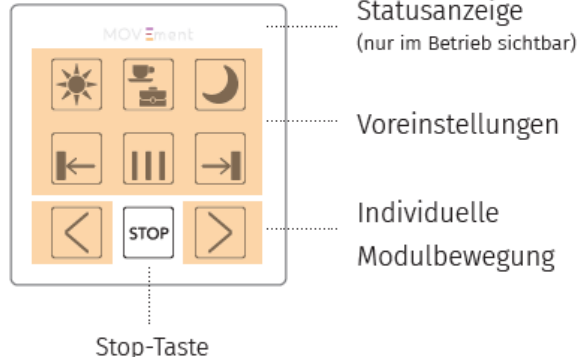 Statusanzeige
(nur im Betrieb sichtbar)
MOVEment
Voreinstellungen
Individuelle
Modulbewegung
STOP
Stop-Taste